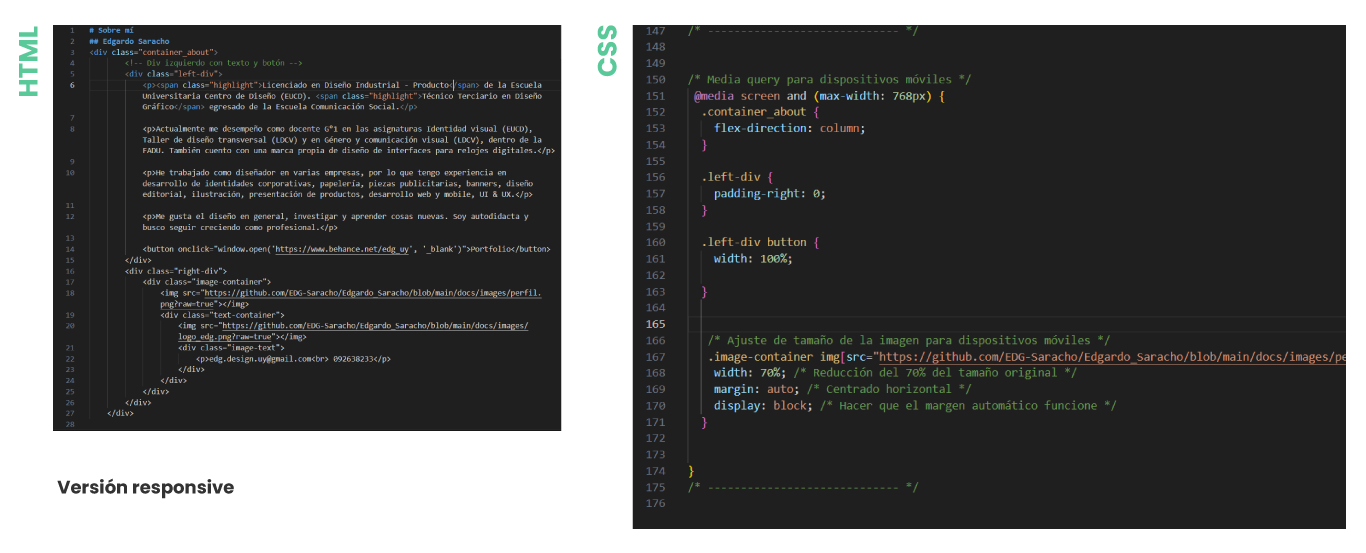 HTML
1 # Sobre mí
2 ## Edgardo Saracho
3 <div class="container_about">
4 <!-- Div izquierdo con texto y botón -->
5 <div class="left-div">
6 <p><span class="highlight">Licenciado en Diseño Industrial - Producto</span> de la Escuela
Universitaria Centro de Diseño (EUCD). <span class="highlight">Técnico Terciario en Diseño
Gráfico</span> egresado de la Escuela Comunicación Social.</p>
7
8 <p>Actualmente me desempeño como docente G°1 en las asignaturas Identidad visual (EUCD),
Taller de diseño transversal (LDCV) y en Género y comunicación visual (LDCV), dentro de la
FADU. También cuento con una marca propia de diseño de interfaces para relojes digitales.</p>
9
10 <p>He trabajado como diseñador en varias empresas, por lo que tengo experiencia en
desarrollo de identidades corporativas, papelería, piezas publicitarias, banners, diseño
editorial, ilustración, presentación de productos, desarrollo web y mobile, UI & UX.</p>
11
12 <p>Me gusta el diseño en general, investigar y aprender cosas nuevas. Soy autodidacta y
busco seguir creciendo como profesional.</p>
13
14 <button onclick="window.open('https://www.behance.net/edg_uy', '_blank')">Portfolio</button>
15 </div>
16 <div class="right-div">
17 <div class="image-container">
18 <img src="https://github.com/EDG-Saracho/Edgardo_Saracho/blob/main/docs/images/perfil.
png?raw=true"></img>
19 <div class="text-container">
20 <img src="https://github.com/EDG-Saracho/Edgardo_Saracho/blob/main/docs/images/
logo_edg.png?raw=true"></img>
21 <div class="image-text">
22 <p>edg.design.uy@gmail.com<br> 092638233</p>
23 </div>
24 </div>
25 </div>
26 </div>
27 </div>
28
Versión responsive
CSS
147 /* ----------------------------- */
148
149
150 /* Media query para dispositivos móviles */
151 @media screen and (max-width: 768px) {
152 .container_about {
153 flex-direction: column;
154 }
155
156 .left-div {
157 padding-right: 0;
158 }
159
160 .left-div button {
161 width: 100%;
162
163 }
164
165
166 /* Ajuste de tamaño de la imagen para dispositivos móviles */
167 .image-container img[src="https://github.com/EDG-Saracho/Edgardo_Saracho/blob/main/docs/images/pe
168 width: 70%; /* Reducción del 70% del tamaño original */
169 margin: auto; /* Centrado horizontal */
170 display: block; /* Hacer que el margen automático funcione */
171 }
172
173
174 }
175 /* ----------------------------- */
176